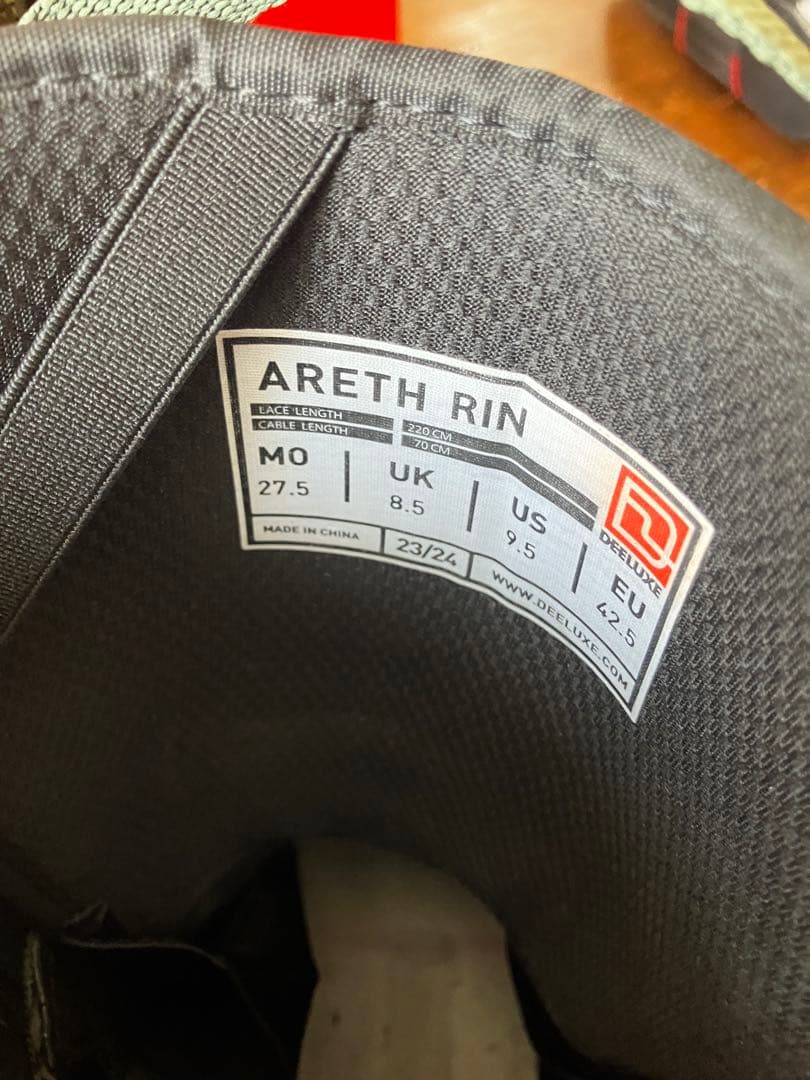 ARETH RIN
LACE LENGTH 220 CM
CABLE LENGTH 70 CM
MO UK US EU
27.5 8.5 9.5 42.5
DEELUXE
MADE IN CHINA 23/24 WWW.DEELUXE.COM